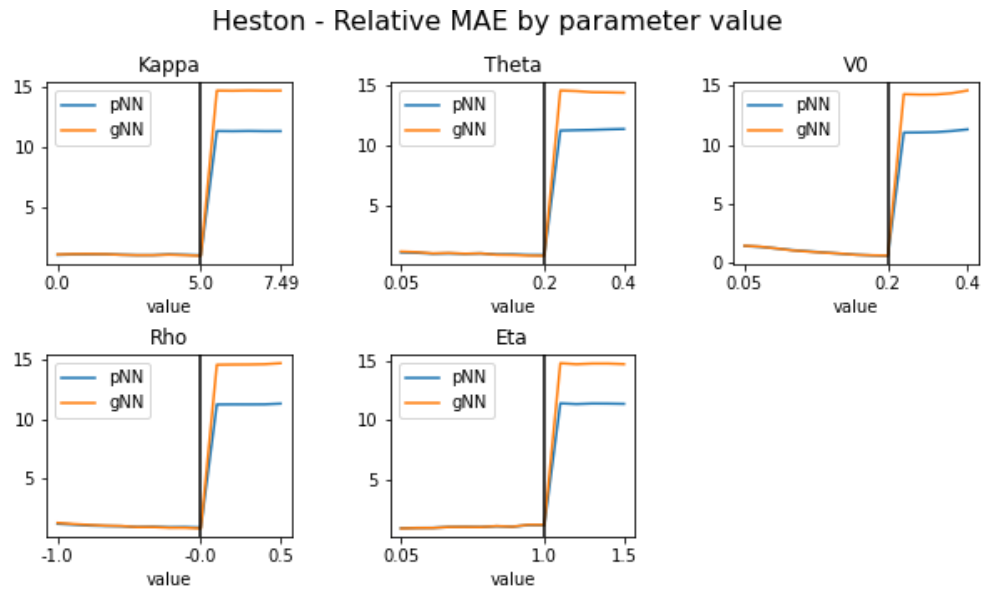 Heston - Relative MAE by parameter value
Kappa
15
10
5
pNN
gNN
0.0
5.0
7.49
value
Theta
15
10
5
pNN
gNN
0.05
0.2
0.4
value
V0
15
10
5
0
pNN
gNN
0.05
0.2
0.4
value
Rho
15
10
5
pNN
gNN
-1.0
-0.0
0.5
value
Eta
15
10
5
pNN
gNN
0.05
1.0
1.5
value